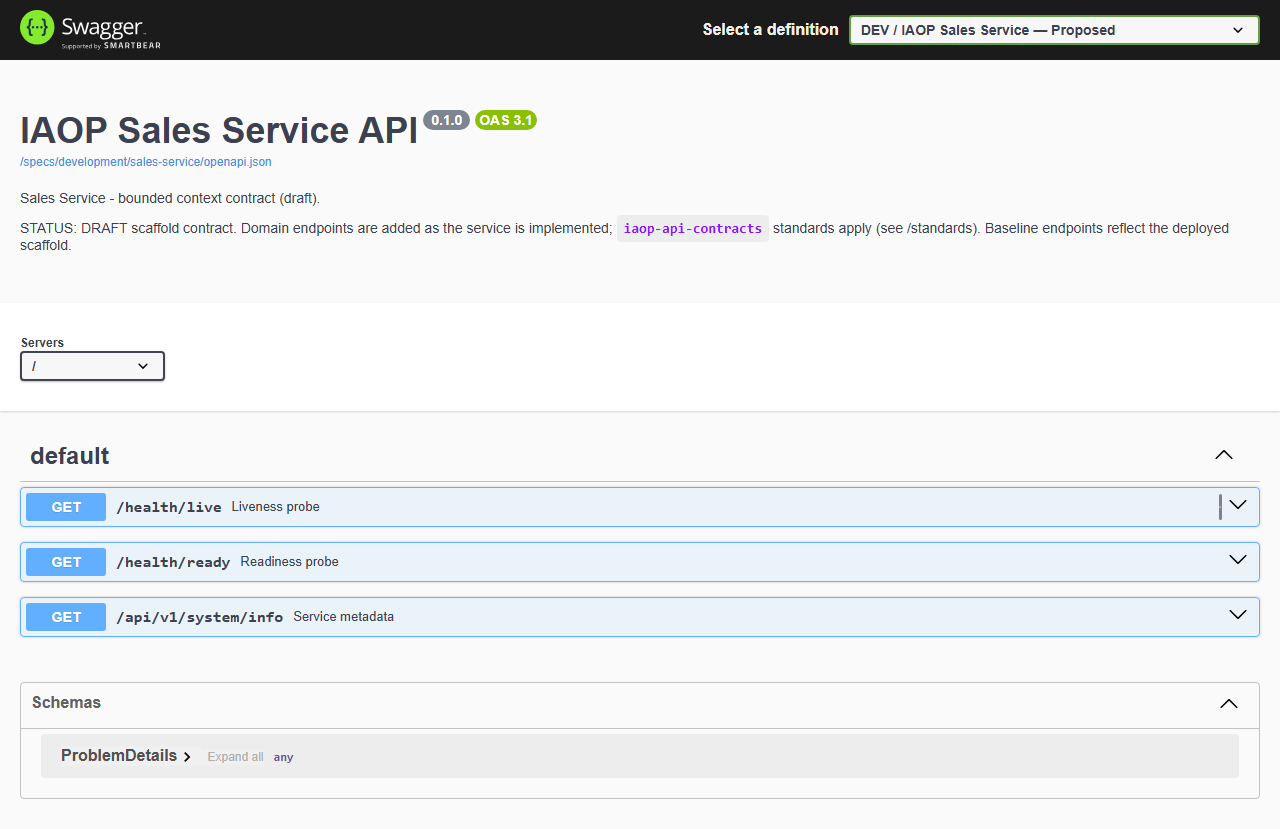 Swagger
Supported by SMARTBEAR
Select a definition
DEV / IAOP Sales Service — Proposed
IAOP Sales Service API 0.1.0 OAS 3.1
/specs/development/sales-service/openapi.json
Sales Service - bounded context contract (draft).
STATUS: DRAFT scaffold contract. Domain endpoints are added as the service is implemented; iaop-api-contracts standards apply (see /standards). Baseline endpoints reflect the deployed
scaffold.
Servers
/
default
GET /health/live Liveness probe
GET /health/ready Readiness probe
GET /api/v1/system/info Service metadata
Schemas
ProblemDetails Expand all any